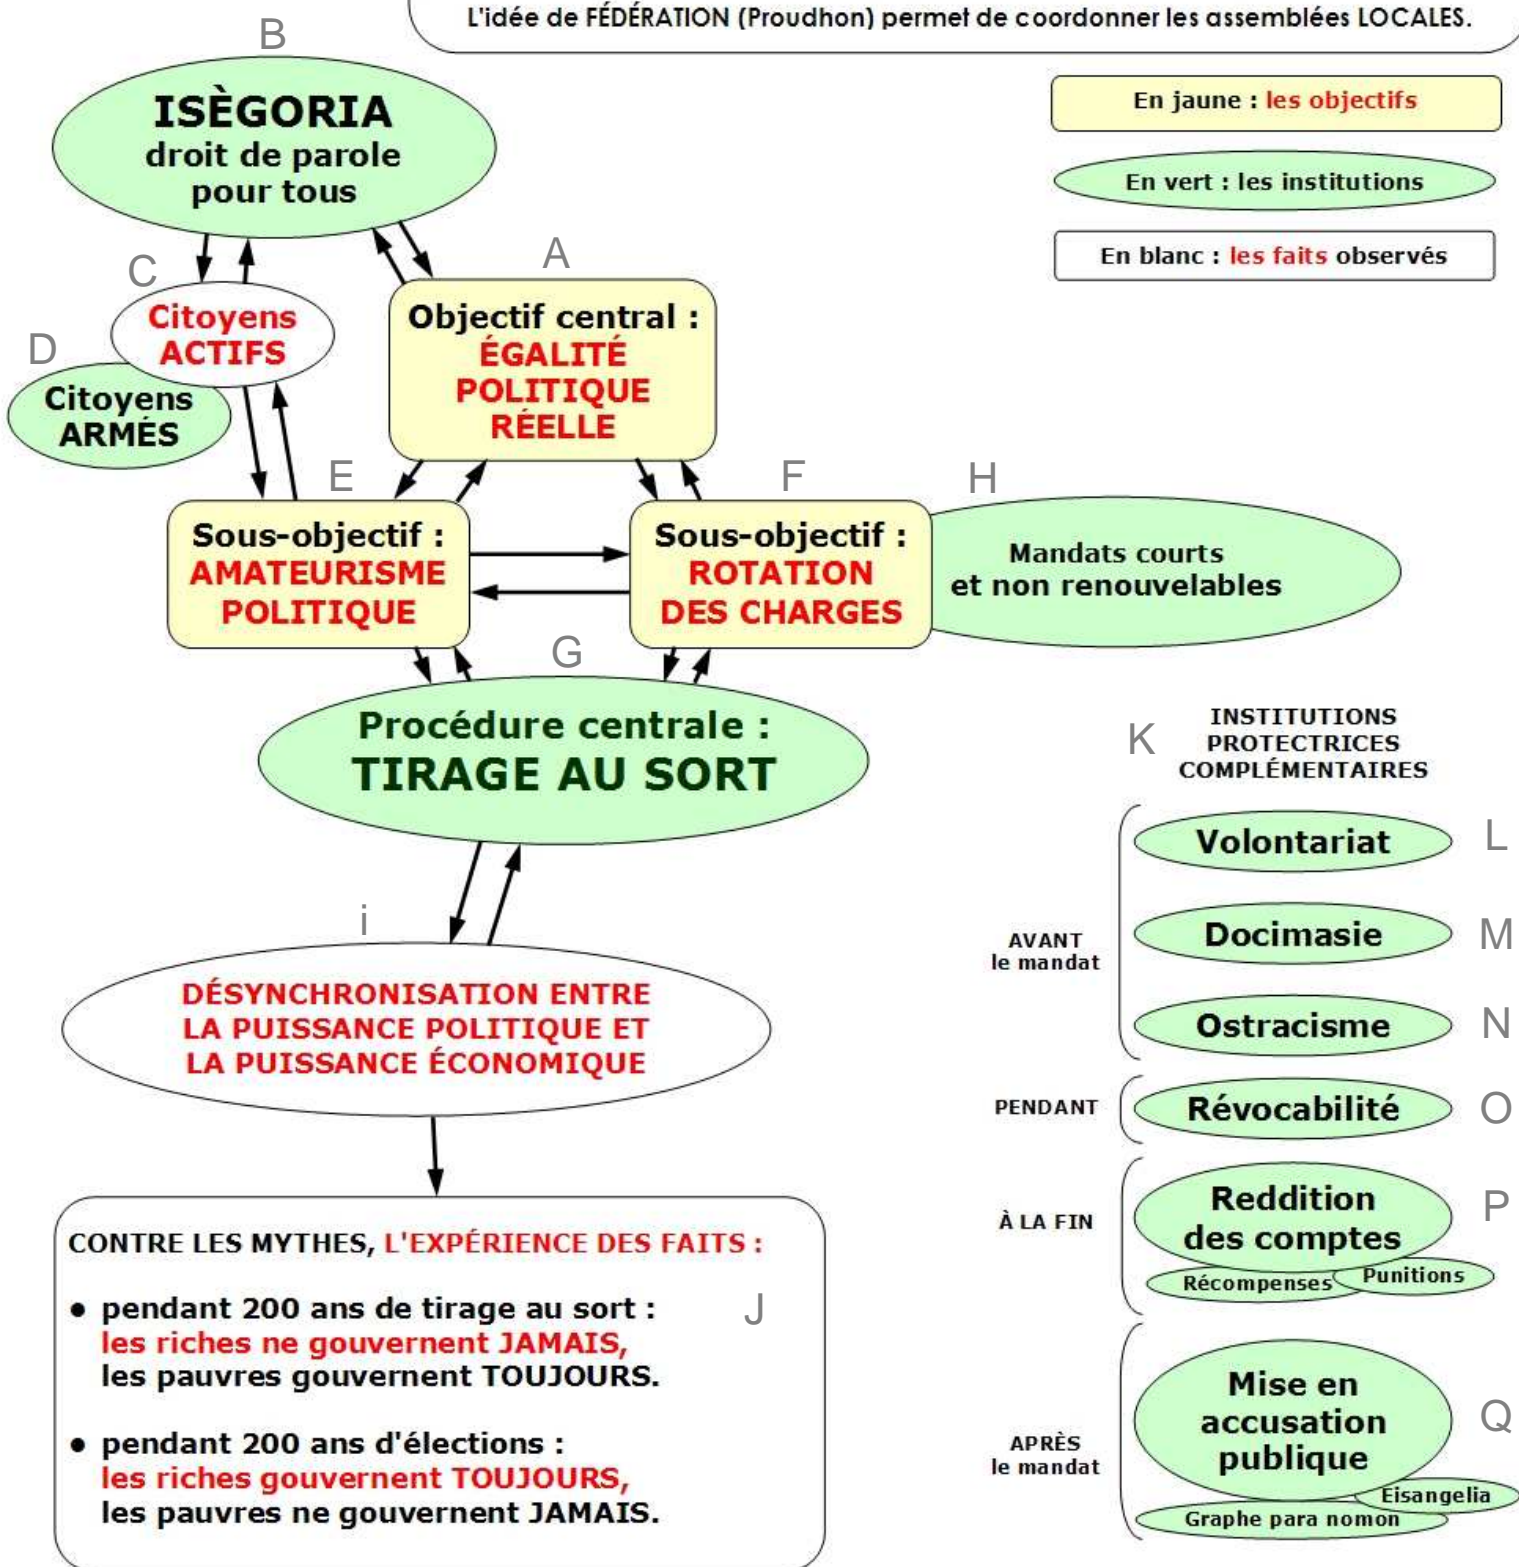 L'idée de FÉDÉRATION (Proudhon) permet de coordonner les assemblées LOCALES.
B
ISÈGORIA
droit de parole
pour tous
En jaune : les objectifs
En vert : les institutions
En blanc : les faits observés
C
Citoyens
ACTIFS
D
Citoyens
ARMÉS
A
Objectif central :
ÉGALITÉ
POLITIQUE
RÉELLE
E
Sous-objectif :
AMATEURISME
POLITIQUE
F
Sous-objectif :
ROTATION
DES CHARGES
H
Mandats courts
et non renouvelables
G
Procédure centrale :
TIRAGE AU SORT
i
DÉSYNCHRONISATION ENTRE
LA PUISSANCE POLITIQUE ET
LA PUISSANCE ÉCONOMIQUE
CONTRE LES MYTHES, L'EXPÉRIENCE DES FAITS :
J
● pendant 200 ans de tirage au sort :
les riches ne gouvernent JAMAIS,
les pauvres gouvernent TOUJOURS.
● pendant 200 ans d'élections :
les riches gouvernent TOUJOURS,
les pauvres ne gouvernent JAMAIS.
K
INSTITUTIONS
PROTECTRICES
COMPLÉMENTAIRES
AVANT
le mandat
Volontariat
L
Docimasie
M
Ostracisme
N
PENDANT
Révocabilité
O
À LA FIN
Reddition
des comptes
P
Récompenses
Punitions
APRÈS
le mandat
Mise en
accusation
publique
Q
Eisangelia
Graphe para nomon